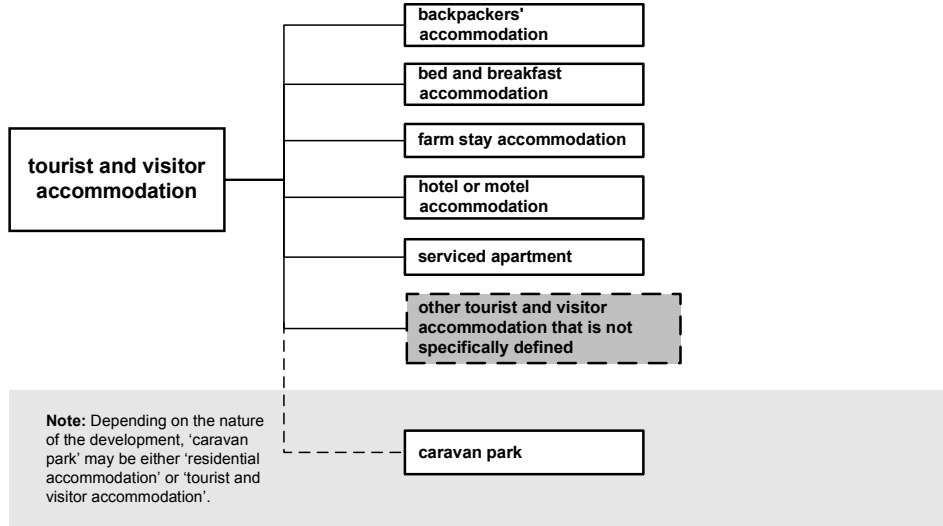 backpackers'
accommodation
bed and breakfast
accommodation
farm stay accommodation
tourist and visitor
accommodation
hotel or motel
accommodation
serviced apartment
other tourist and visitor
accommodation that is not
specifically defined
Note: Depending on the nature
of the development, ‘caravan
park’ may be either ‘residential
accommodation’ or ‘tourist and
visitor accommodation’.
caravan park